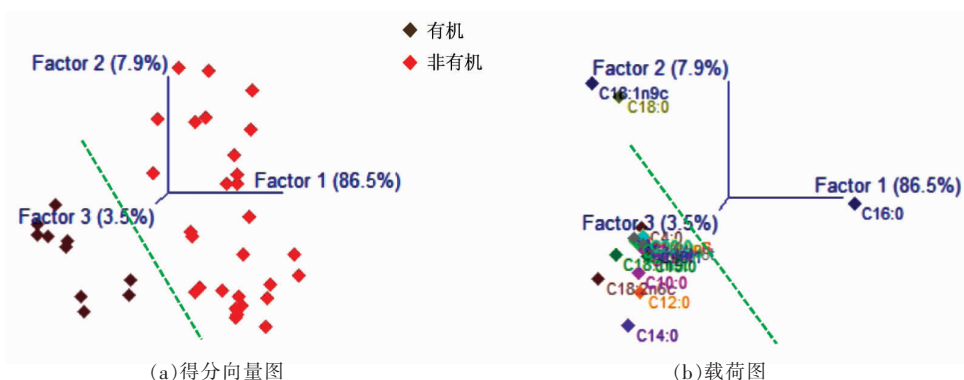 Factor 2 (7.9%)
Factor 1 (86.5%)
Factor 3 (3.5%)
有机
非有机
(a)得分向量图
Factor 2 (7.9%)
C18:1n9c
C18:0
Factor 1 (86.5%)
C16:0
Factor 3 (3.5%)
C4:0
C18:2n6c
C10:0
C12:0
C14:0
(b)载荷图